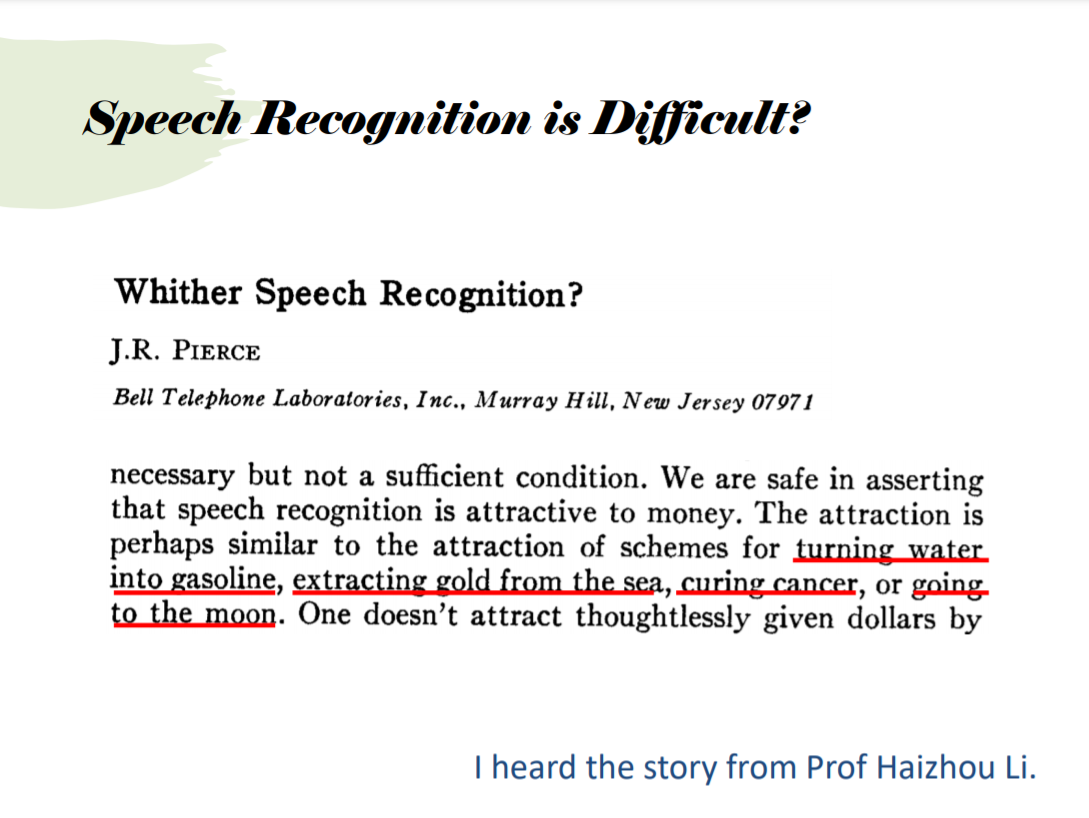 Speech Recognition is Difficult?
Whither Speech Recognition?
J.R. PIERCE
Bell Telephone Laboratories, Inc., Murray Hill, New Jersey 07971
necessary but not a sufficient condition. We are safe in asserting
that speech recognition is attractive to money. The attraction is
perhaps similar to the attraction of schemes for turning water
into gasoline, extracting gold from the sea, curing cancer, or going
to the moon. One doesn't attract thoughtlessly given dollars by
I heard the story from Prof Haizhou Li.